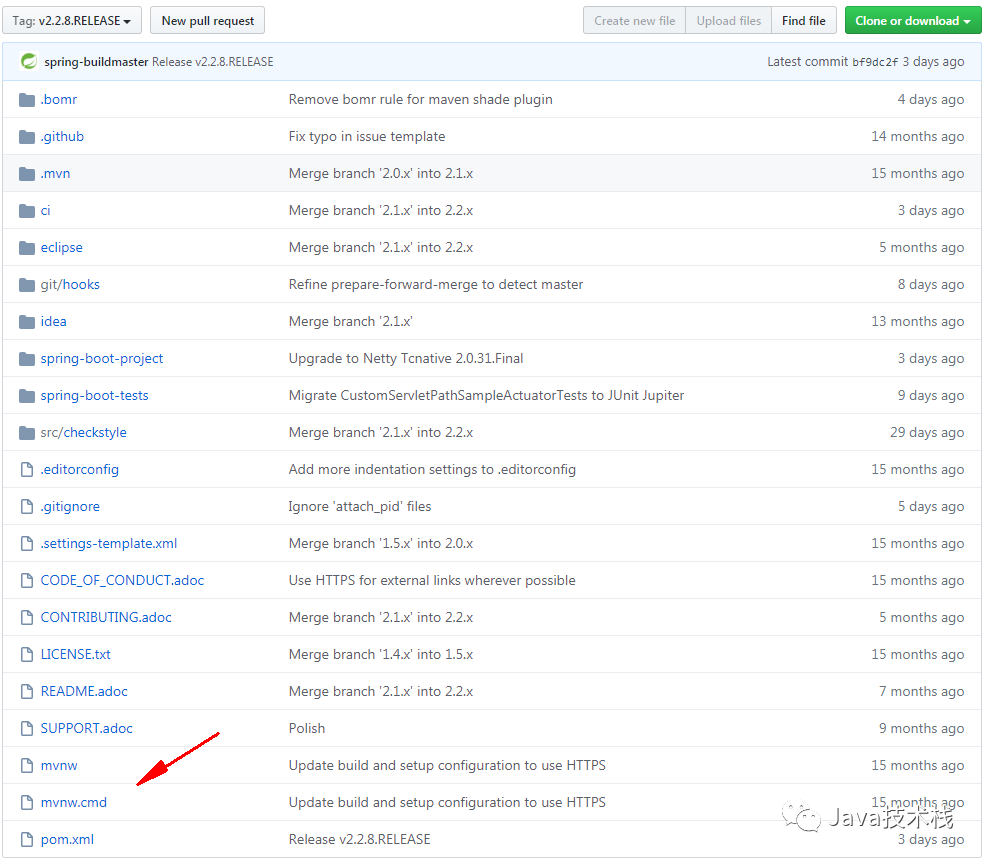 Tag: v2.2.8.RELEASE New pull request Create new file Upload files Find file Clone or download
spring-buildmaster Release v2.2.8.RELEASE Latest commit bf9dc2f 3 days ago
.bomr Remove bomr rule for maven shade plugin 4 days ago
.github Fix typo in issue template 14 months ago
.mvn Merge branch '2.0.x' into 2.1.x 15 months ago
ci Merge branch '2.1.x' into 2.2.x 3 days ago
eclipse Merge branch '2.1.x' into 2.2.x 5 months ago
git/hooks Refine prepare-forward-merge to detect master 8 days ago
idea Merge branch '2.1.x' 13 months ago
spring-boot-project Upgrade to Netty Tcnative 2.0.31.Final 3 days ago
spring-boot-tests Migrate CustomServletPathSampleActuatorTests to JUnit Jupiter 9 days ago
src/checkstyle Merge branch '2.1.x' into 2.2.x 29 days ago
.editorconfig Add more indentation settings to .editorconfig 15 months ago
.gitignore Ignore 'attach_pid' files 5 days ago
.settings-template.xml Merge branch '1.5.x' into 2.0.x 15 months ago
CODE_OF_CONDUCT.adoc Use HTTPS for external links wherever possible 15 months ago
CONTRIBUTING.adoc Merge branch '2.1.x' into 2.2.x 5 months ago
LICENSE.txt Merge branch '1.4.x' into 1.5.x 15 months ago
README.adoc Merge branch '2.1.x' into 2.2.x 7 months ago
SUPPORT.adoc Polish 9 months ago
mvnw Update build and setup configuration to use HTTPS 15 months ago
mvnw.cmd Update build and setup configuration to use HTTPS 15 months ago
Java技术栈
pom.xml Release v2.2.8.RELEASE 3 days ago